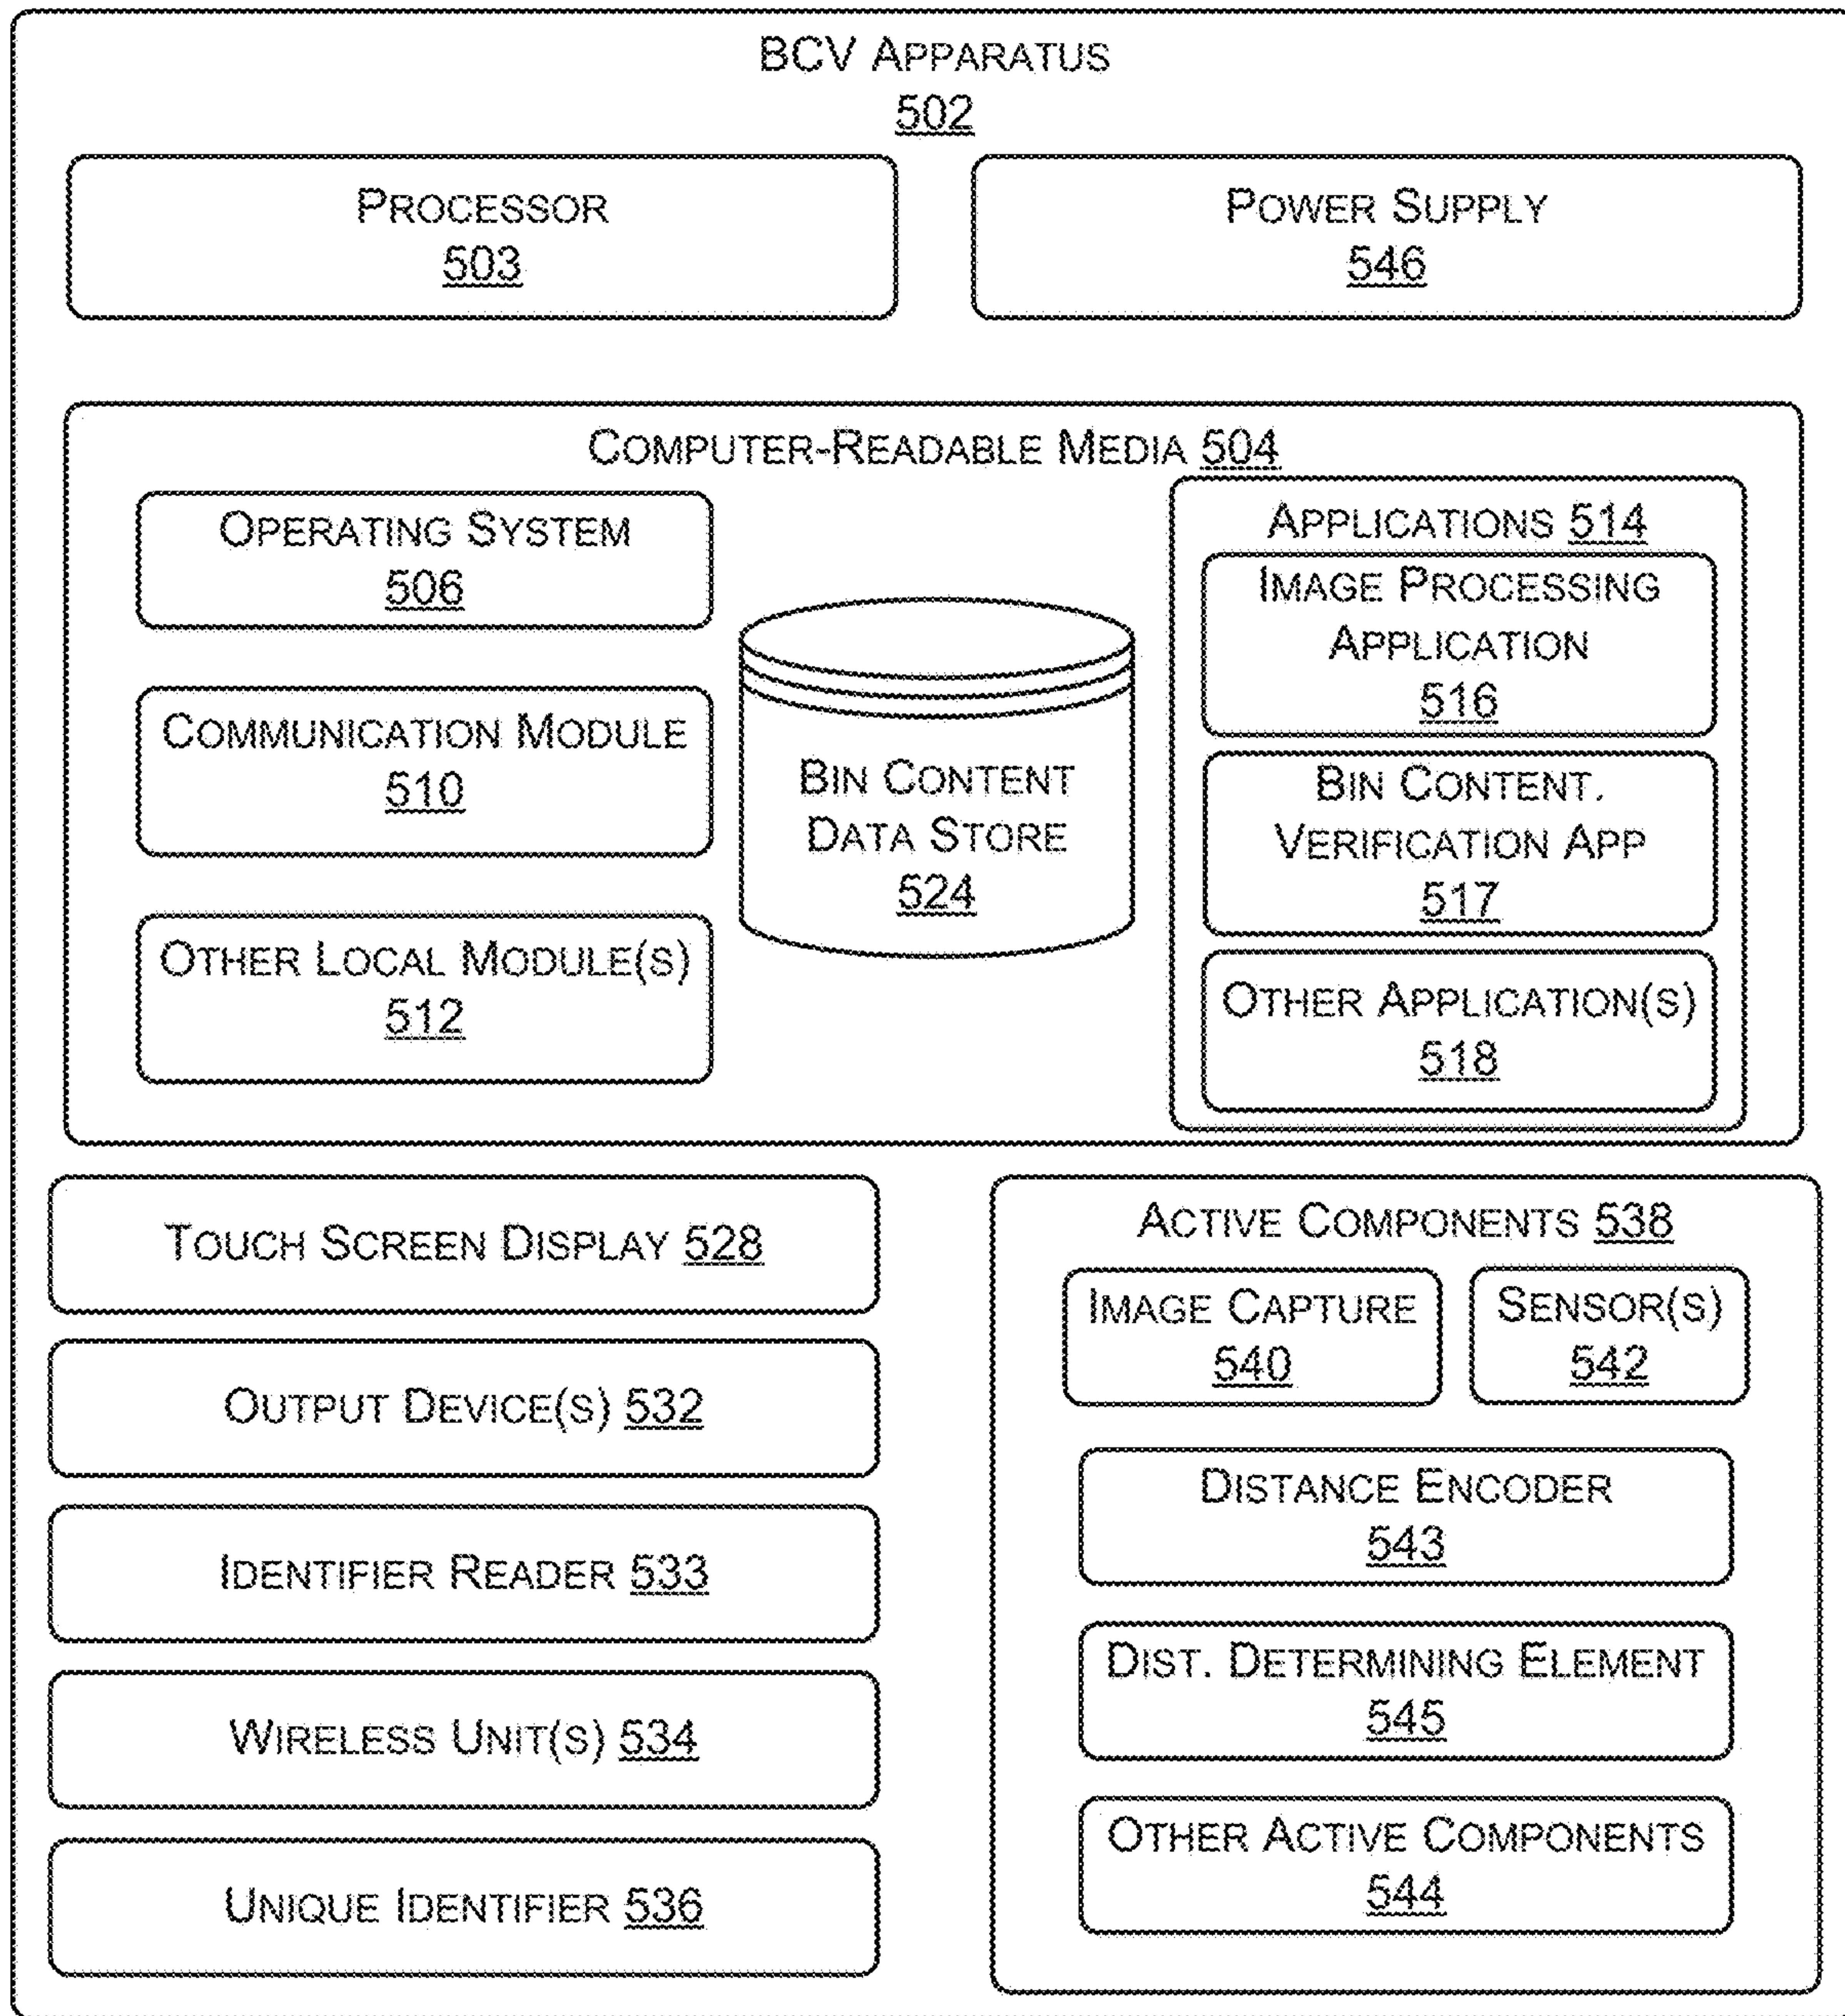 BCV APPARATUS
502
PROCESSOR
503
POWER SUPPLY
546
COMPUTER-READABLE MEDIA 504
OPERATING SYSTEM
506
COMMUNICATION MODULE
510
OTHER LOCAL MODULE(S)
512
BIN CONTENT
DATA STORE
524
APPLICATIONS 514
IMAGE PROCESSING
APPLICATION
516
BIN CONTENT.
VERIFICATION APP
517
OTHER APPLICATION(S)
518
TOUCH SCREEN DISPLAY 528
OUTPUT DEVICE(S) 532
IDENTIFIER READER 533
WIRELESS UNIT(S) 534
UNIQUE IDENTIFIER 536
ACTIVE COMPONENTS 538
IMAGE CAPTURE
540
SENSOR(S)
542
DISTANCE ENCODER
543
DIST. DETERMINING ELEMENT
545
OTHER ACTIVE COMPONENTS
544